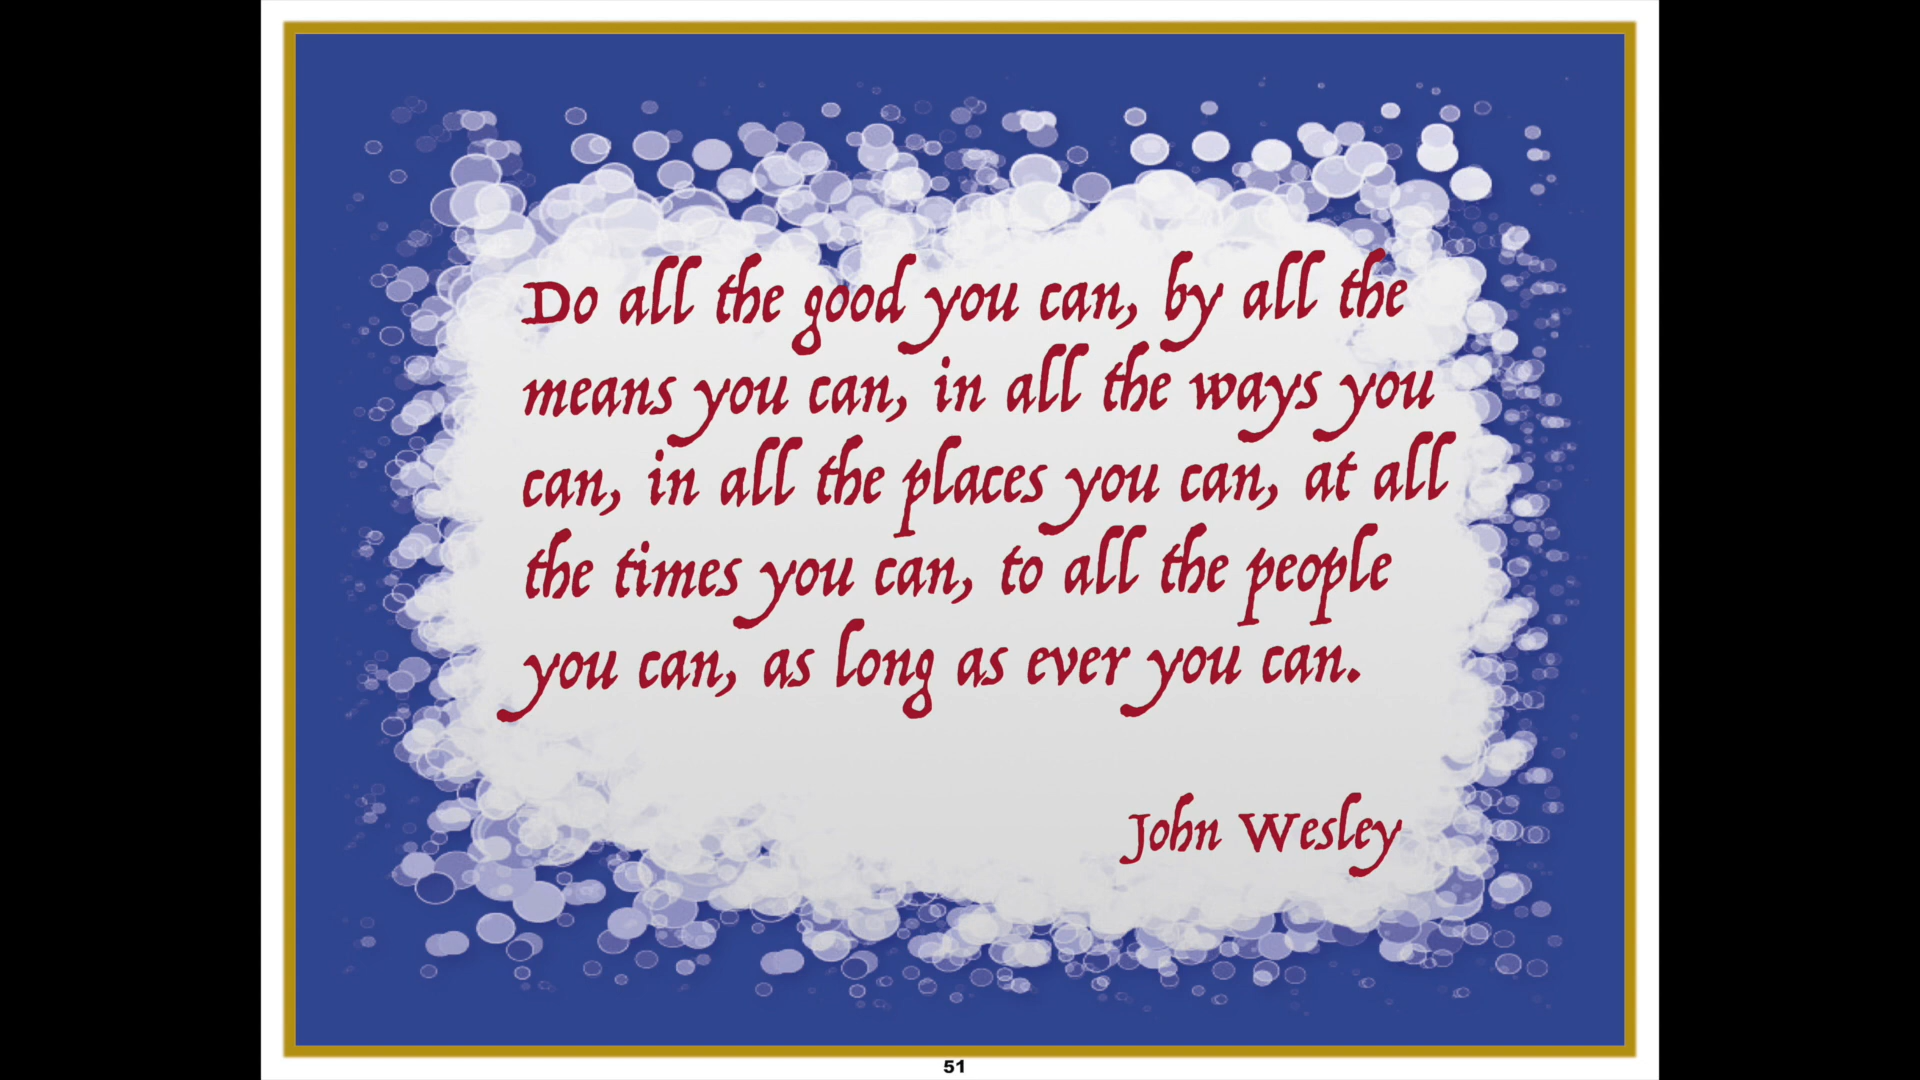 Do all the good you can, by all the
means you can, in all the ways you
can, in all the places you can, at all
the times you can, to all the people
you can, as long as ever you can.
John Wesley
51